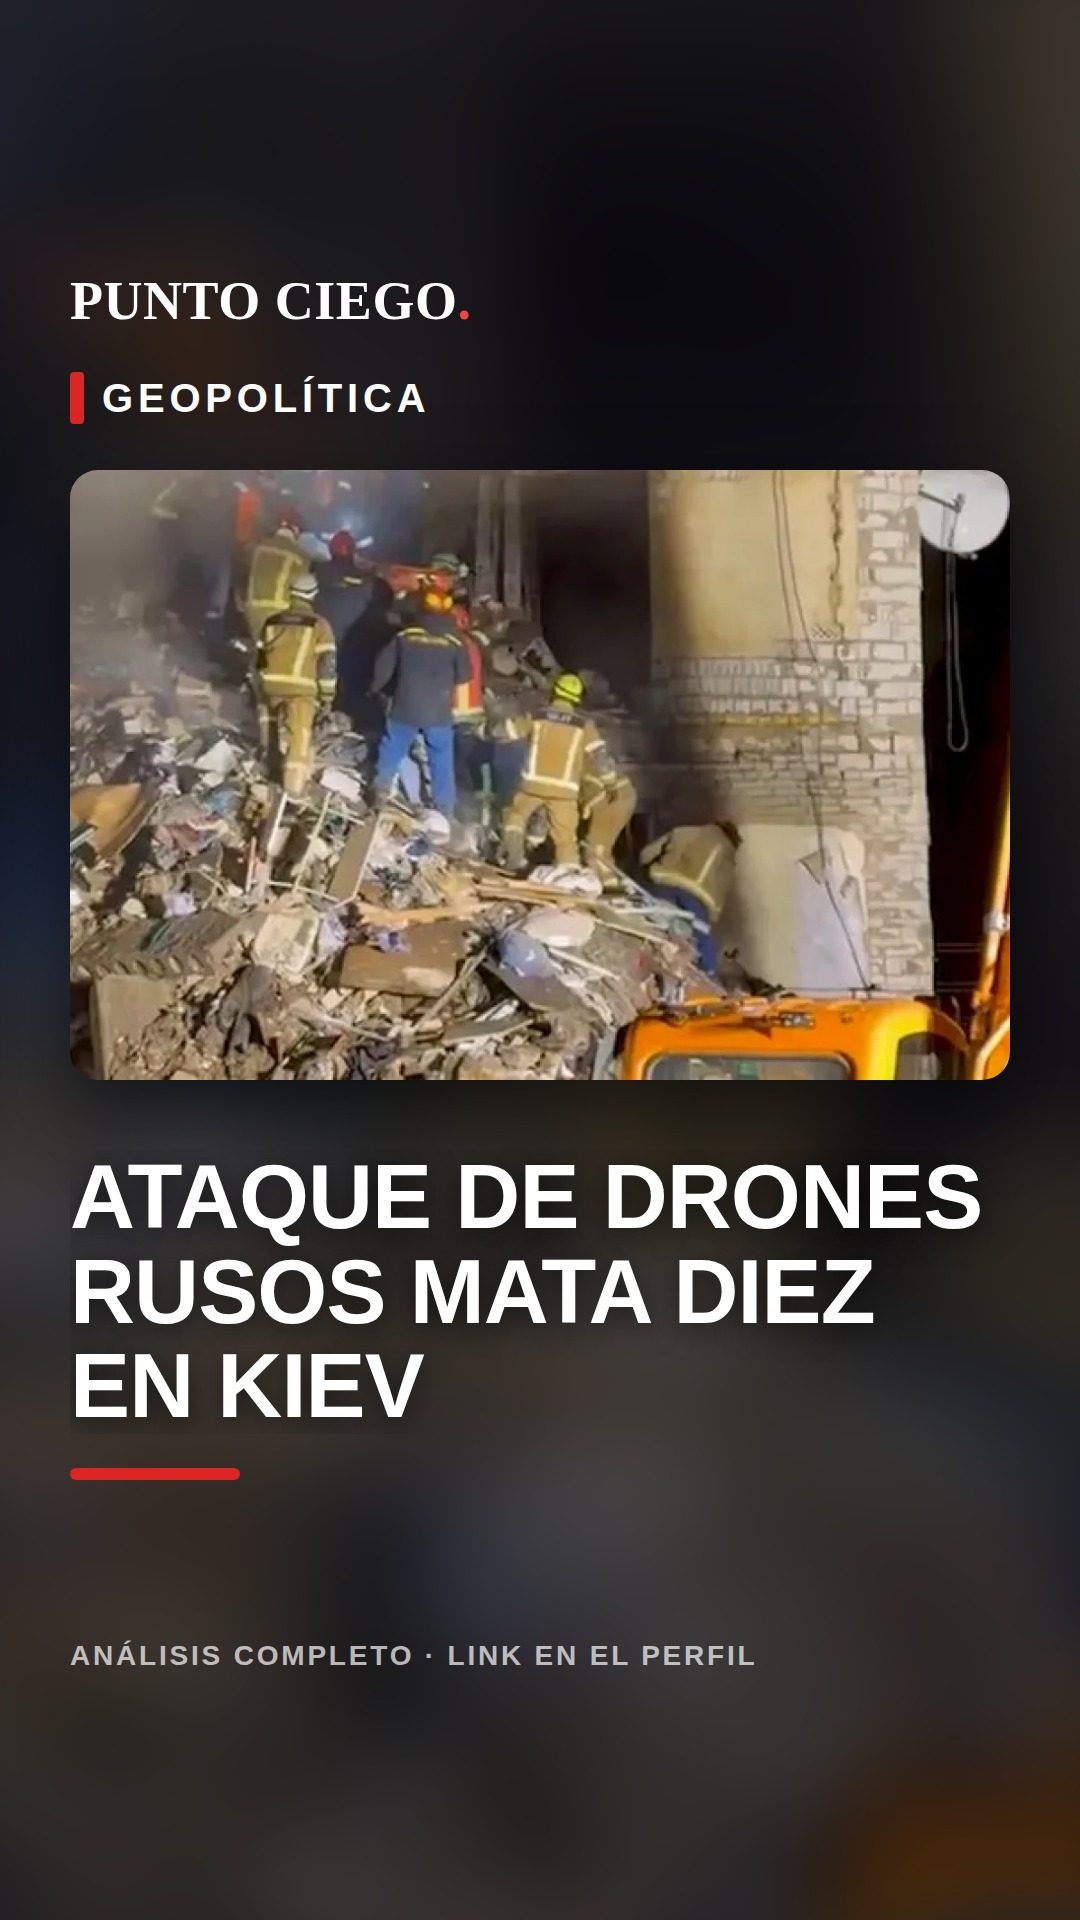 PUNTO CIEGO.
GEOPOLÍTICA
ATAQUE DE DRONES
RUSOS MATA DIEZ
EN KIEV
ANÁLISIS COMPLETO · LINK EN EL PERFIL